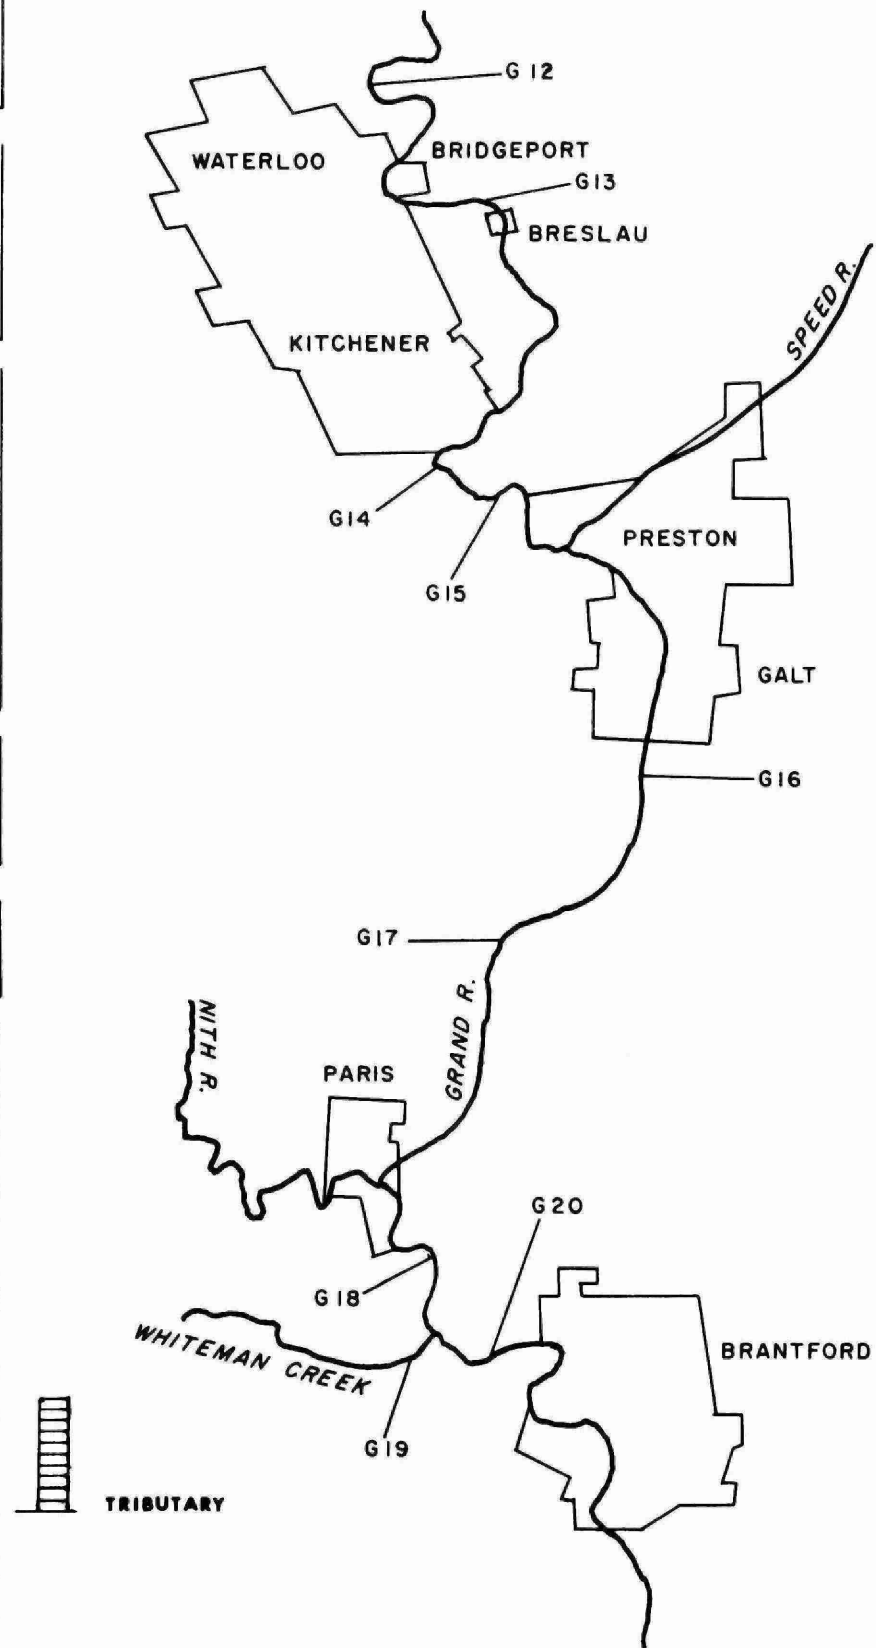 G 12
BRIDGEPORT
WATERLOO
G13
BRESLAU
SPEED R.
KITCHENER
G14
PRESTON
G15
GALT
G16
G17
GRAND R.
NITH R.
PARIS
G20
G18
WHITEMAN CREEK
BRANTFORD
G19
TRIBUTARY